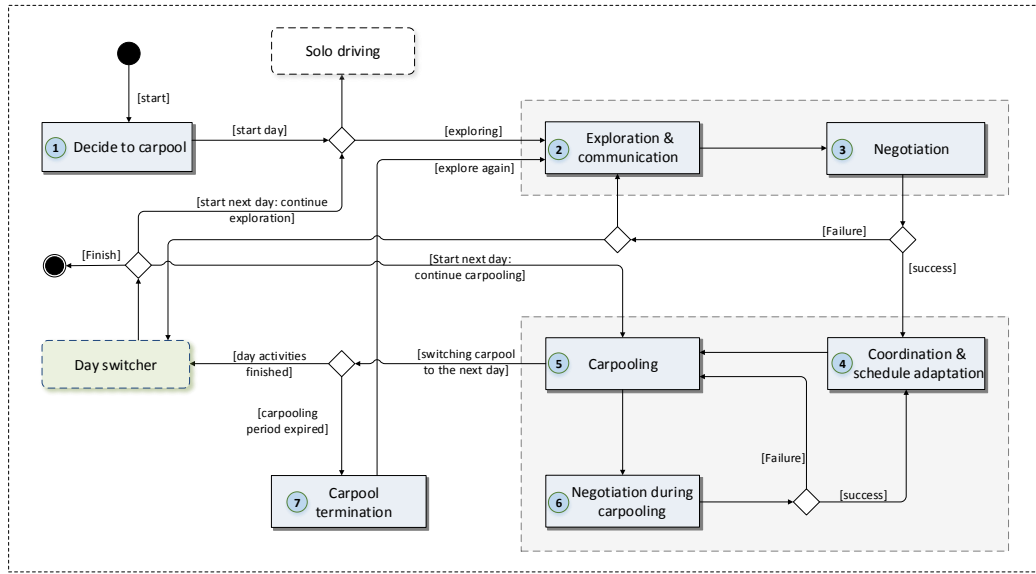 Solo driving
[start]
1 Decide to carpool
[start day]
[exploring]
2 Exploration &
communication
3 Negotiation
[explore again]
[start next day: continue
exploration]
[Finish]
[Failure]
[Start next day:
continue carpooling]
[success]
Day switcher
[day activities
finished]
[switching carpool
to the next day]
5 Carpooling
4 Coordination &
schedule adaptation
[carpooling
period expired]
[Failure]
7 Carpool
termination
6 Negotiation during
carpooling
[success]